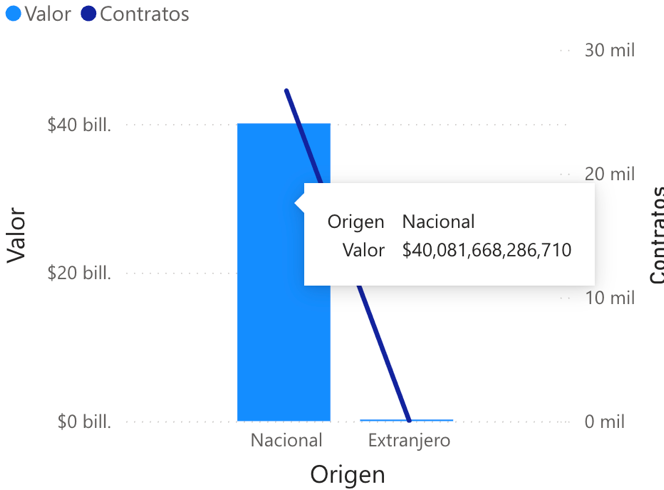 Valor Contratos
30 mil
$40 bill.
20 mil
Origen Nacional
Valor $40,081,668,286,710
Valor
Contratos
$20 bill.
10 mil
$0 bill.
0 mil
Nacional Extranjero
Origen